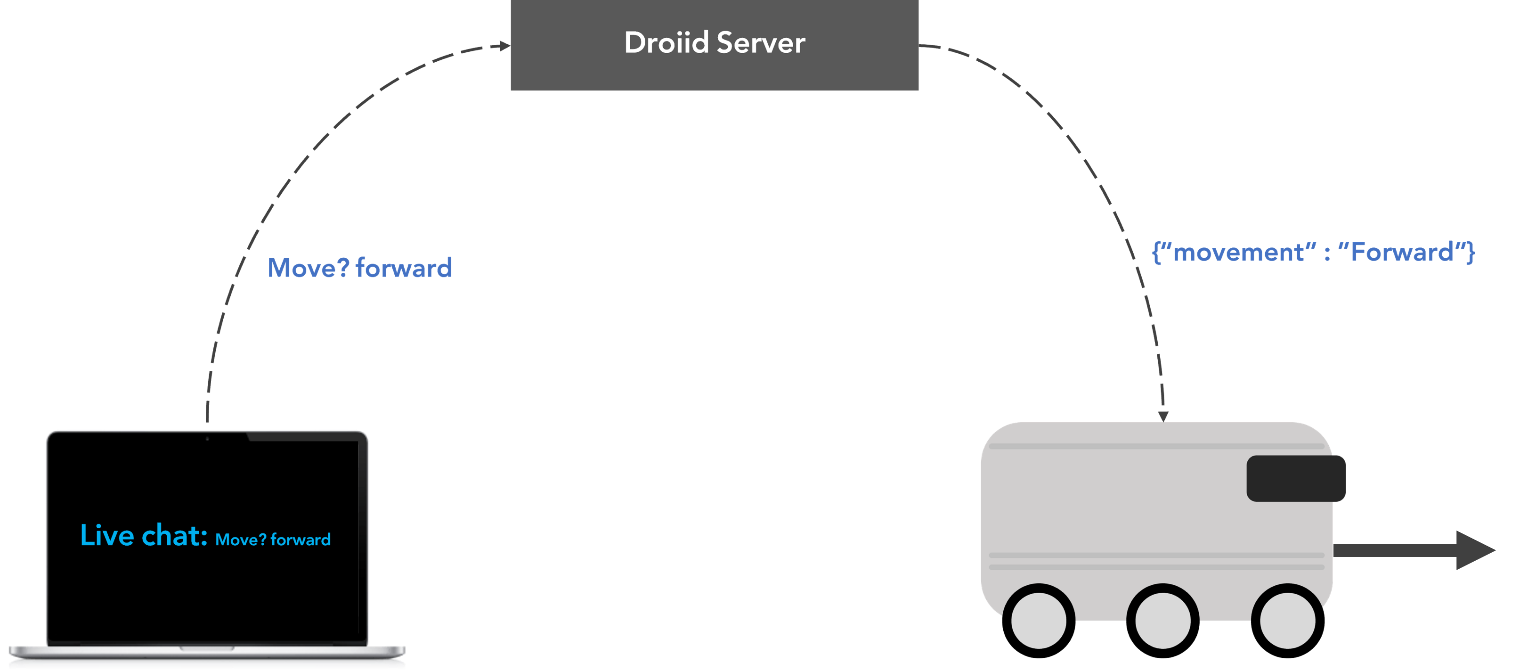 Droiid Server
Move? forward
{“movement” : ”Forward”}
Live chat: Move? forward